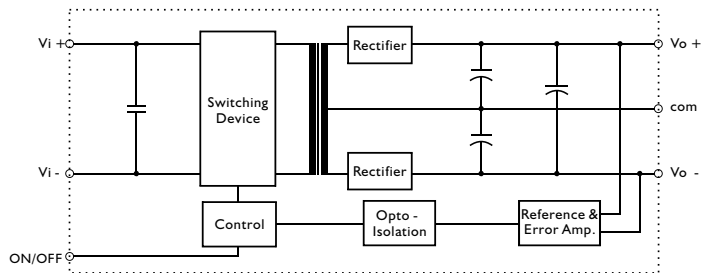 Vi +
Rectifier
Vo +
Switching
Device
com
Vi -
Rectifier
Vo -
Control
Opto -
Isolation
Reference &
Error Amp.
ON/OFF